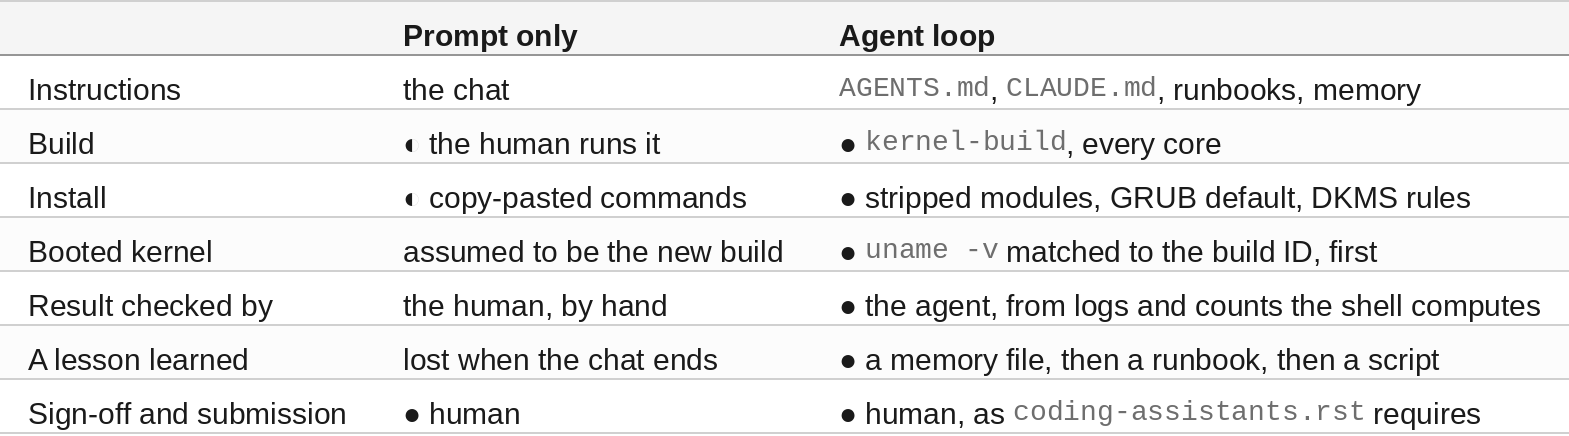 Prompt only Agent loop
Instructions the chat AGENTS.md, CLAUDE.md, runbooks, memory
Build ◖ the human runs it ● kernel-build, every core
Install ◖ copy-pasted commands ● stripped modules, GRUB default, DKMS rules
Booted kernel assumed to be the new build ● uname -v matched to the build ID, first
Result checked by the human, by hand ● the agent, from logs and counts the shell computes
A lesson learned lost when the chat ends ● a memory file, then a runbook, then a script
Sign-off and submission ● human ● human, as coding-assistants.rst requires